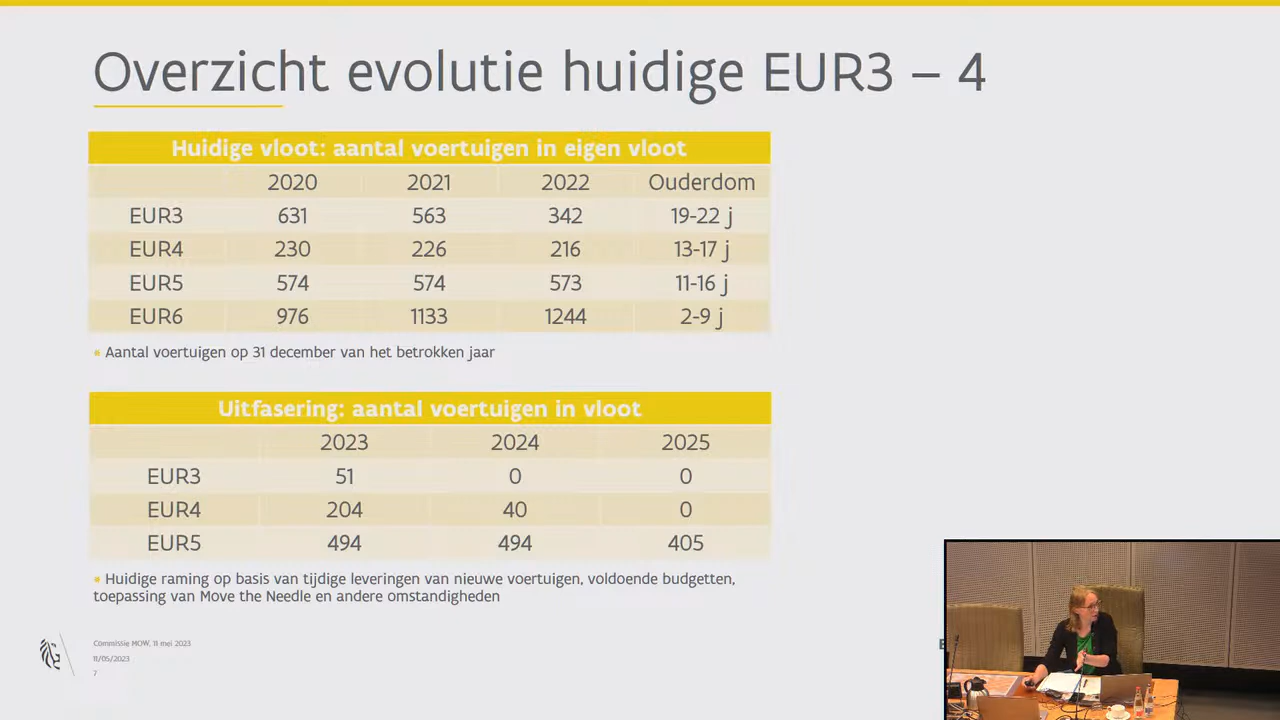 Overzicht evolutie huidige EUR3 – 4
Huidige vloot: aantal voertuigen in eigen vloot
2020 2021 2022 Ouderdom
EUR3 631 563 342 19-22 j
EUR4 230 226 216 13-17 j
EUR5 574 574 573 11-16 j
EUR6 976 1133 1244 2-9 j
Aantal voertuigen op 31 december van het betrokken jaar
Uitfasering: aantal voertuigen in vloot
2023 2024 2025
EUR3 51 0 0
EUR4 204 40 0
EUR5 494 494 405
Huidige raming op basis van tijdige leveringen van nieuwe voertuigen, voldoende budgetten,
toepassing van Move the Needle en andere omstandigheden
Commissie MOW, 11 mei 2023
11/05/2023
7